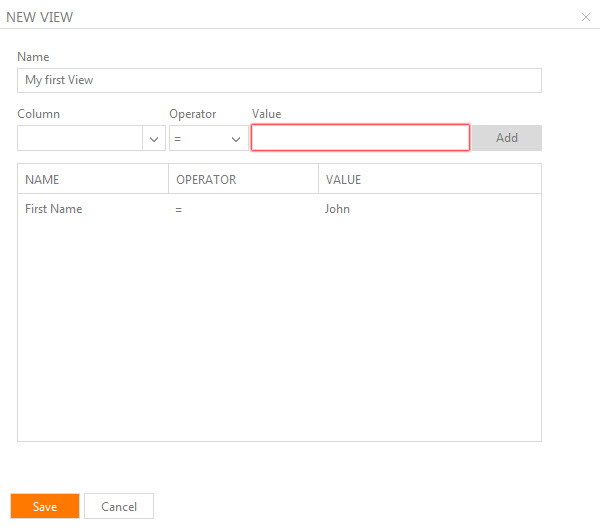 NEW VIEW
Name
My first View
Column Operator Value
= Add
NAME OPERATOR VALUE
First Name = John
Save Cancel